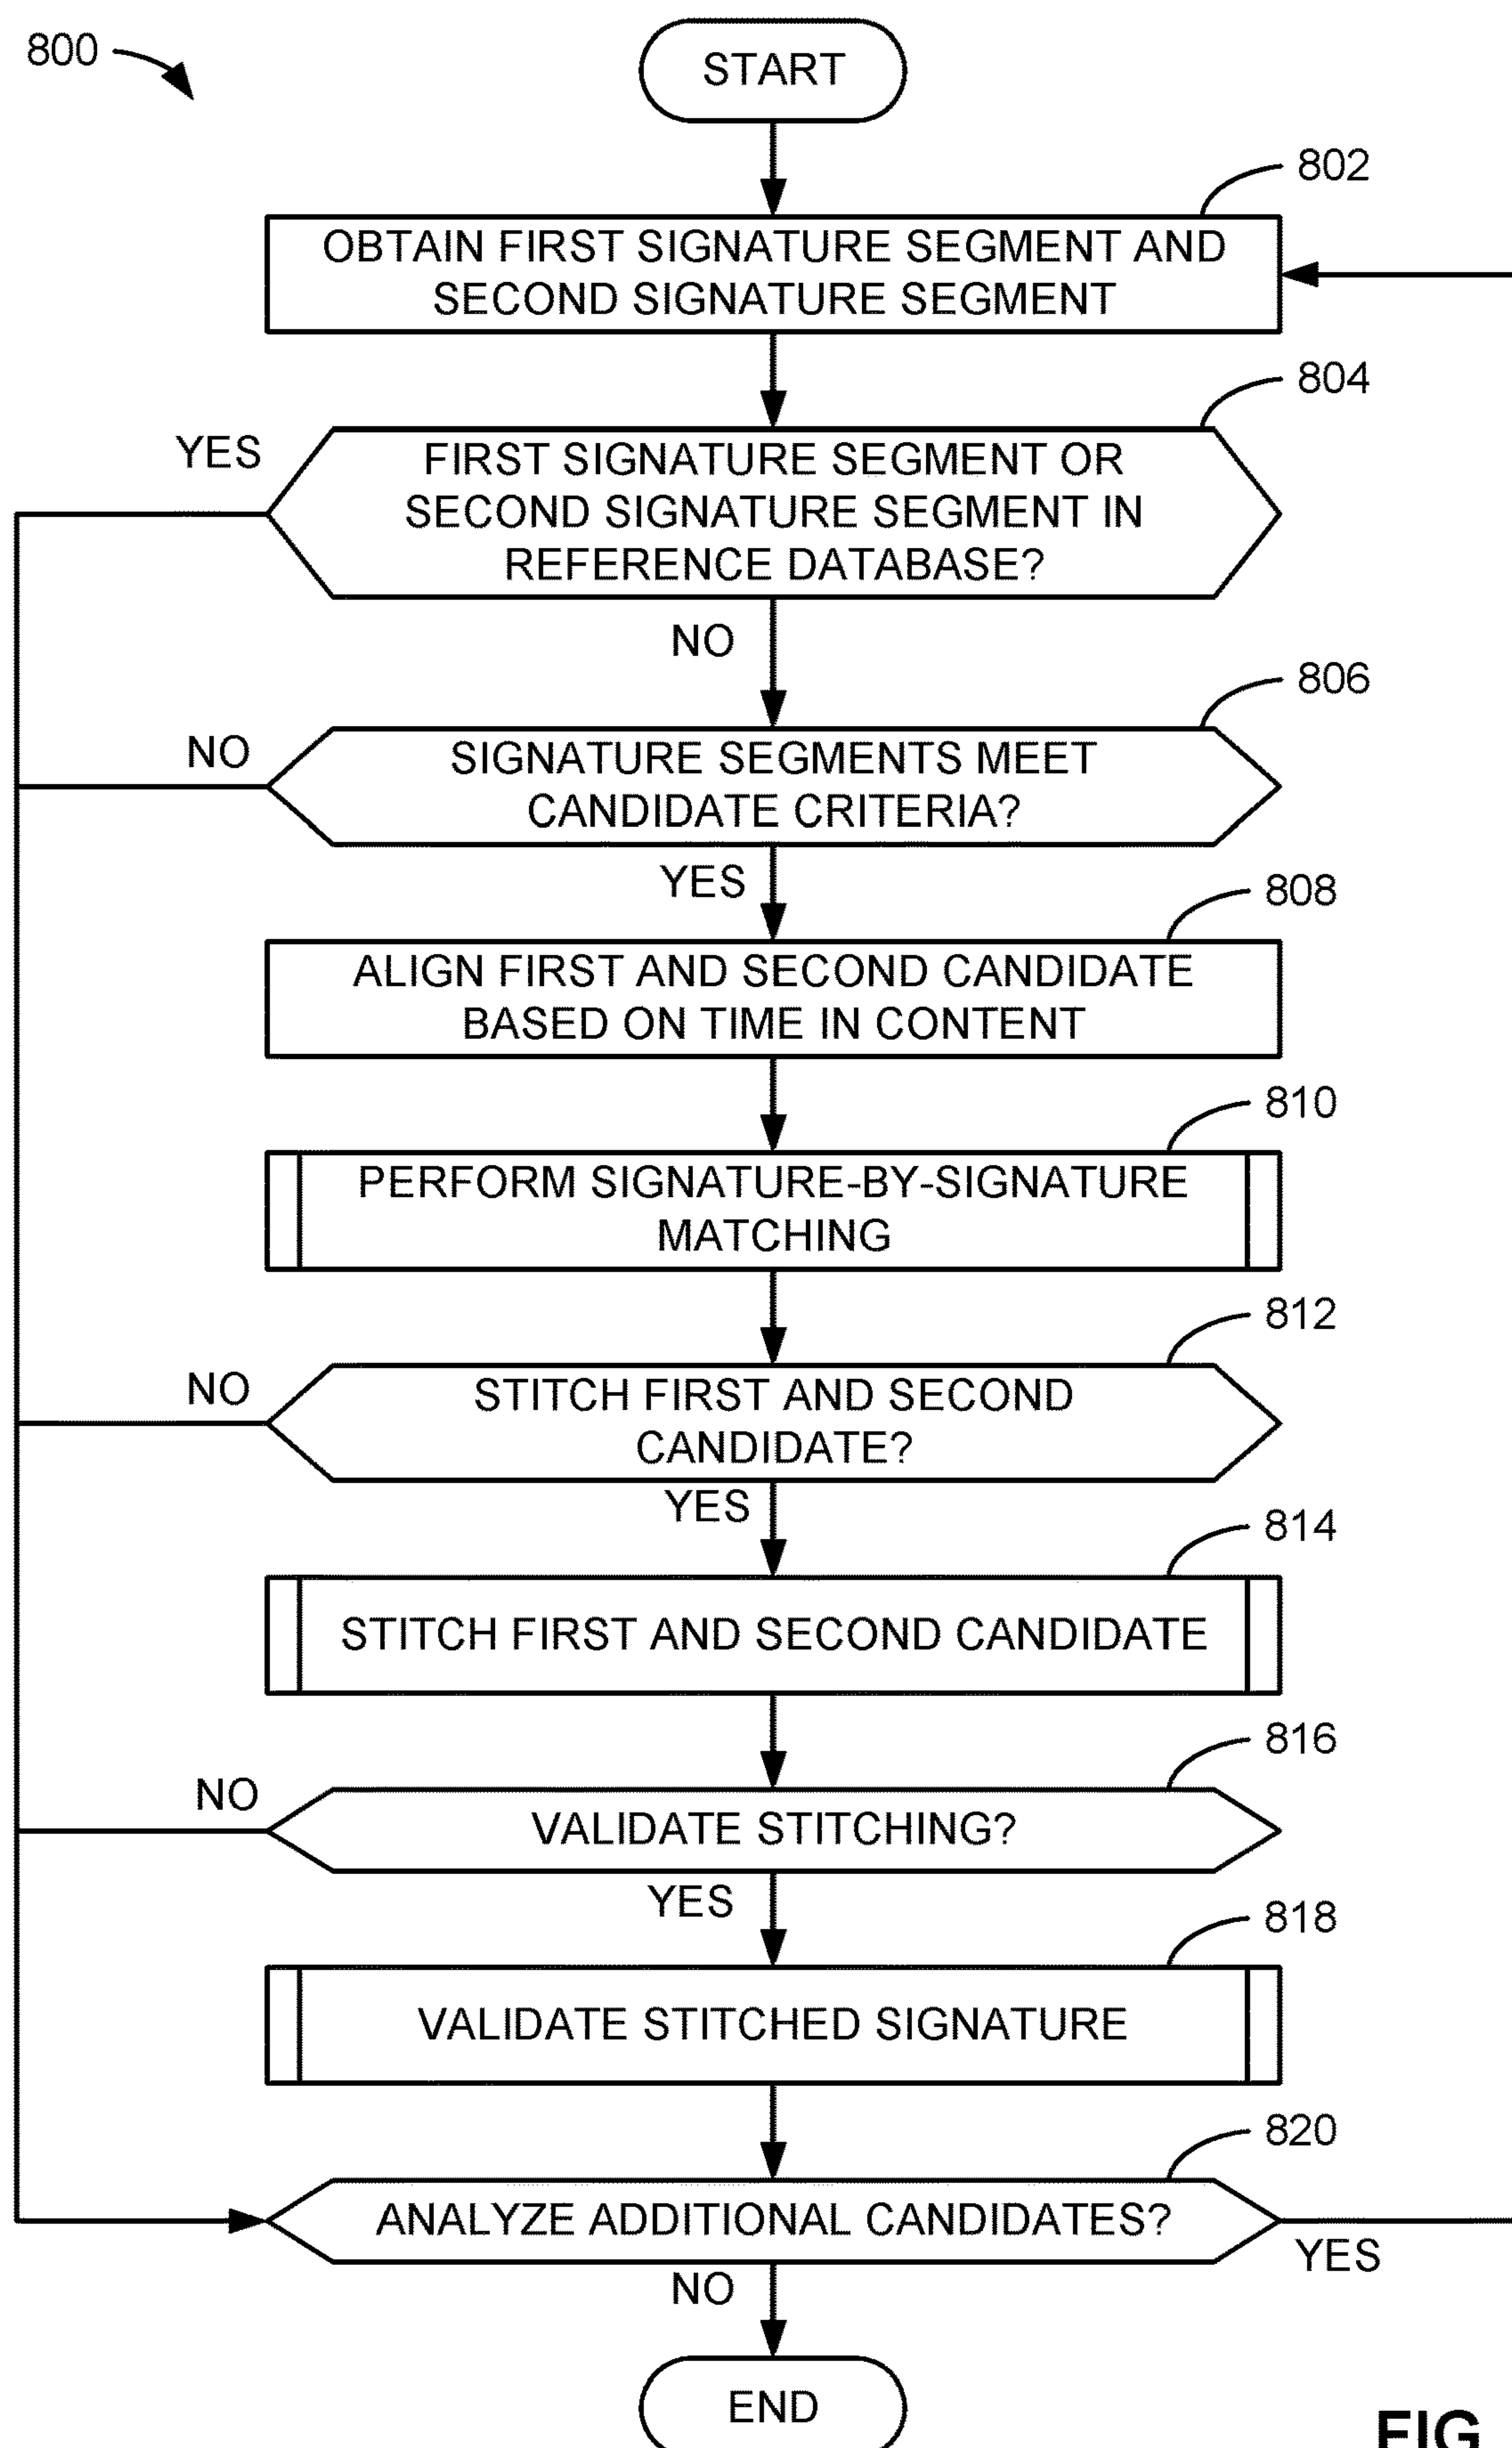 800
START
802
OBTAIN FIRST SIGNATURE SEGMENT AND
SECOND SIGNATURE SEGMENT
804
YES
FIRST SIGNATURE SEGMENT OR
SECOND SIGNATURE SEGMENT IN
REFERENCE DATABASE?
NO
806
NO
SIGNATURE SEGMENTS MEET
CANDIDATE CRITERIA?
YES
808
ALIGN FIRST AND SECOND CANDIDATE
BASED ON TIME IN CONTENT
810
PERFORM SIGNATURE-BY-SIGNATURE
MATCHING
812
NO
STITCH FIRST AND SECOND
CANDIDATE?
YES
814
STITCH FIRST AND SECOND CANDIDATE
816
NO
VALIDATE STITCHING?
YES
818
VALIDATE STITCHED SIGNATURE
820
ANALYZE ADDITIONAL CANDIDATES?
YES
NO
END
FIG